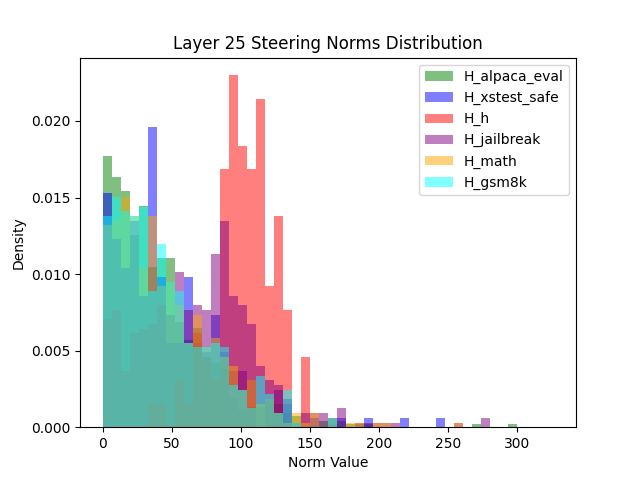 Layer 25 Steering Norms Distribution
H_alpaca_eval
H_xstest_safe
H_h
H_jailbreak
H_math
H_gsm8k
Density
0.020
0.015
0.010
0.005
0.000
0
50
100
150
200
250
300
Norm Value